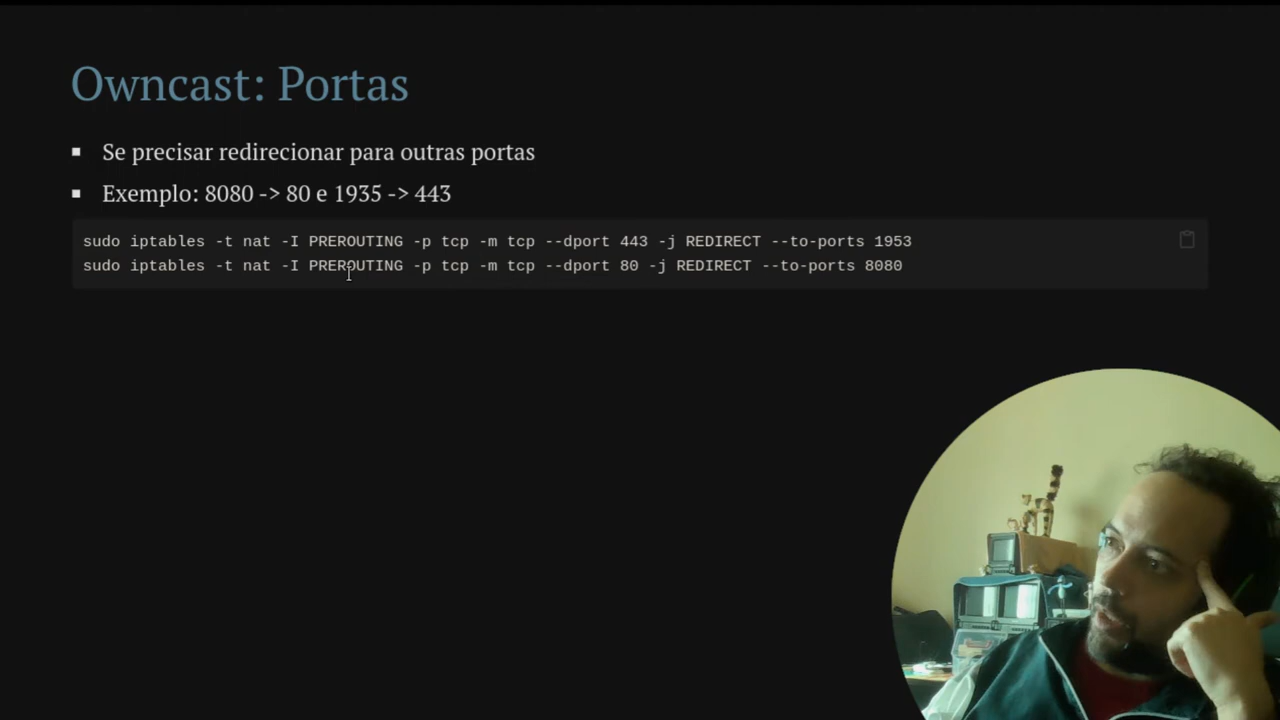 Owncast: Portas
Se precisar redirecionar para outras portas
Exemplo: 8080 -> 80 e 1935 -> 443
sudo iptables -t nat -I PREROUTING -p tcp -m tcp --dport 443 -j REDIRECT --to-ports 1953
sudo iptables -t nat -I PREROUTING -p tcp -m tcp --dport 80 -j REDIRECT --to-ports 8080